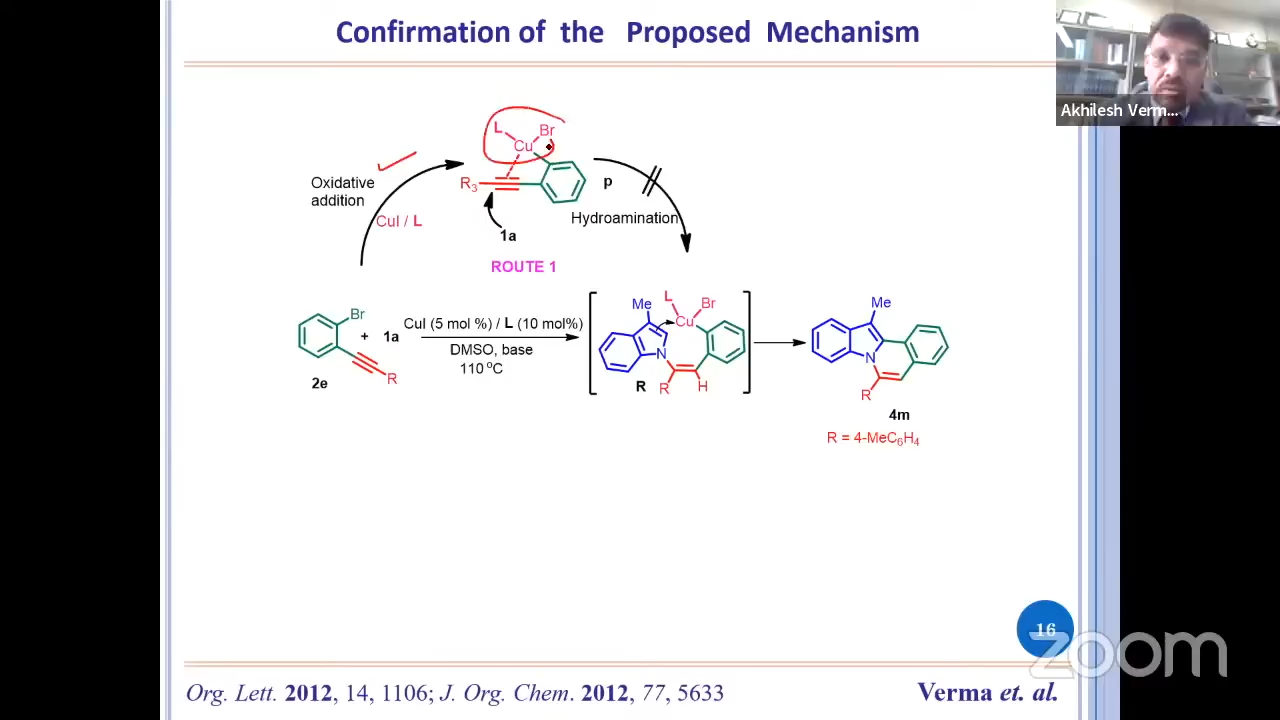 Confirmation of the Proposed Mechanism
Akhilesh Verm...
L
Br
Cu
R3
p
Oxidative
addition
CuI / L
Hydroamination
1a
ROUTE 1
Br
+ 1a
R
2e
CuI (5 mol %) / L (10 mol%)
DMSO, base
110 oC
L
Br
Me
Cu
N
R
R
H
Me
N
R
4m
R = 4-MeC6H4
16
zoom
Org. Lett. 2012, 14, 1106; J. Org. Chem. 2012, 77, 5633
Verma et. al.